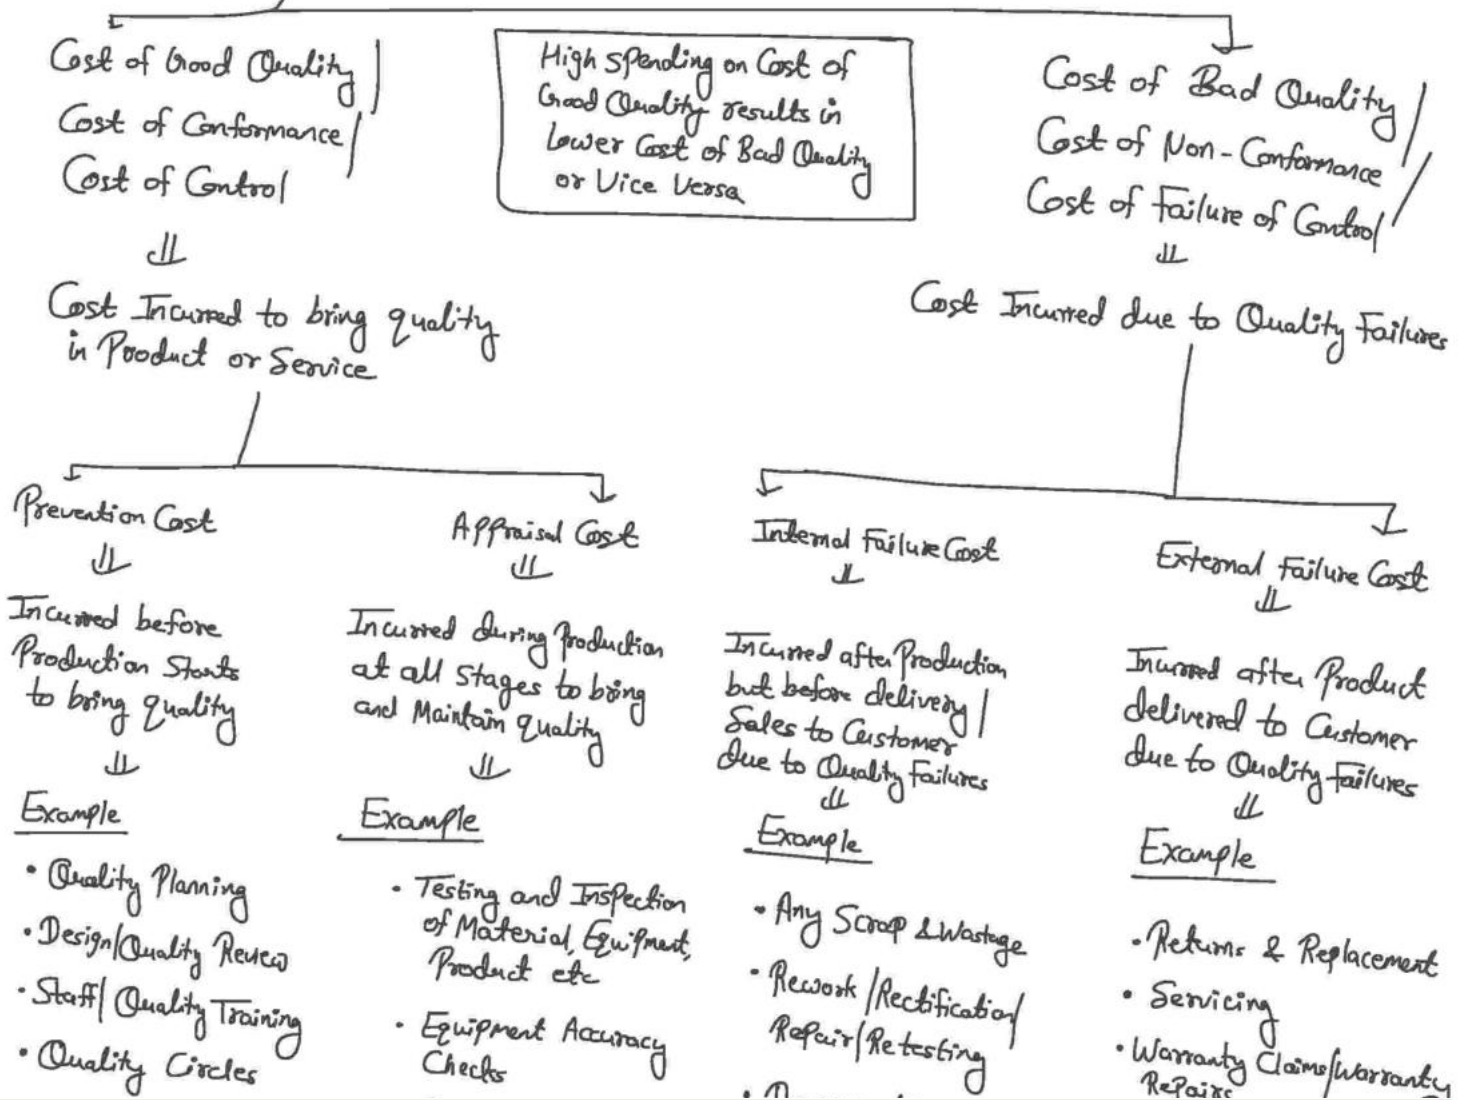 Cost of Good Quality/
Cost of Conformance/
Cost of Control
High spending on Cost of
Good Quality results in
Lower Cost of Bad Quality
or Vice Versa
Cost of Bad Quality/
Cost of Non-Conformance/
Cost of Failure of Control
Cost Incurred to bring quality
in Product or Service
Cost Incurred due to Quality Failures
Prevention Cost
Incurred before
Production Starts
to bring quality
Example
• Quality Planning
• Design/Quality Review
• Staff/Quality Training
• Quality Circles
Appraisal Cost
Incurred during Production
at all Stages to bring
and Maintain quality
Example
• Testing and Inspection
of Material, Equipment,
Product etc
• Equipment Accuracy
Checks
Internal Failure Cost
Incurred after Production
but before delivery/
Sales to Customer
due to Quality Failures
Example
• Any Scrap & Wastage
• Rework/Rectification/
Repair/Retesting
External Failure Cost
Incurred after Product
delivered to Customer
due to Quality Failures
Example
• Returns & Replacement
• Servicing
• Warranty Claims/Warranty
Repairs